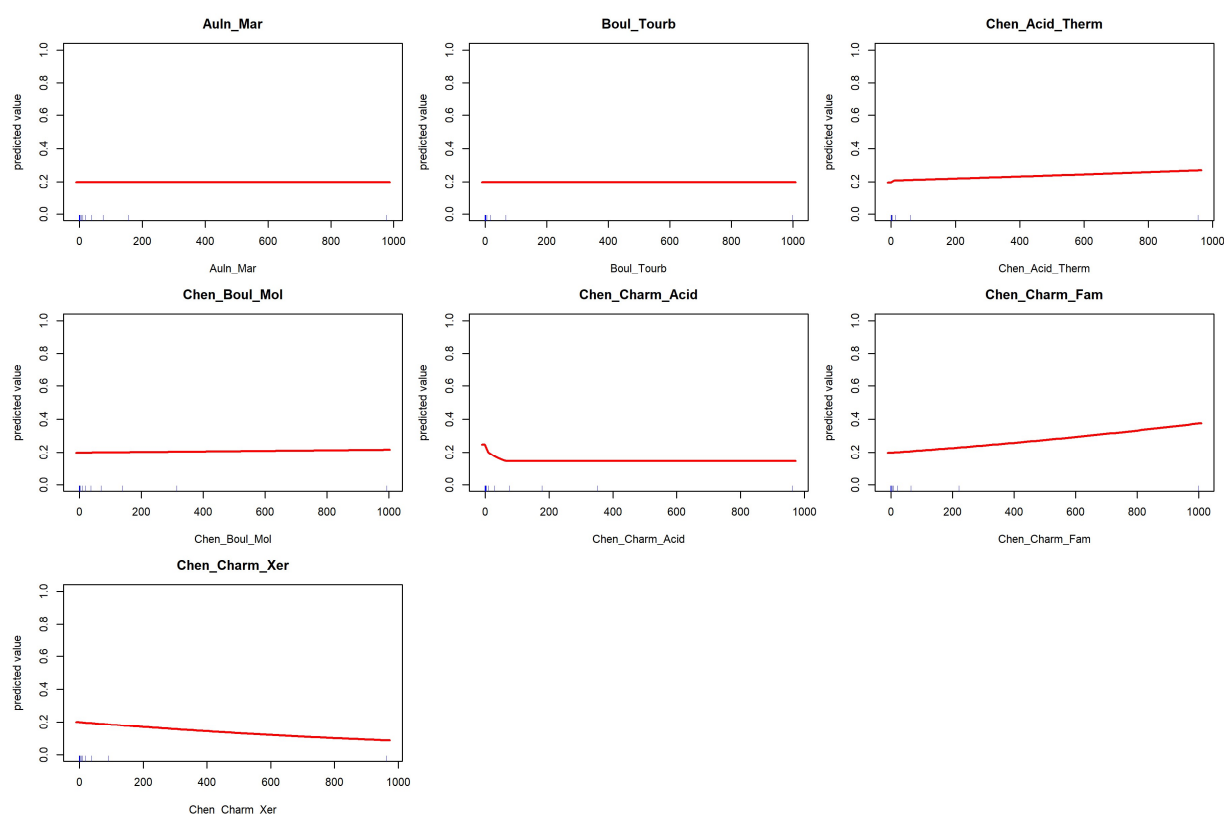 Auln_Mar
predicted value
0.0 0.2 0.4 0.6 0.8 1.0
0 200 400 600 800 1000
Auln_Mar
Boul_Tourb
predicted value
0.0 0.2 0.4 0.6 0.8 1.0
0 200 400 600 800 1000
Boul_Tourb
Chen_Acid_Therm
predicted value
0.0 0.2 0.4 0.6 0.8 1.0
0 200 400 600 800 1000
Chen_Acid_Therm
Chen_Boul_Mol
predicted value
0.0 0.2 0.4 0.6 0.8 1.0
0 200 400 600 800 1000
Chen_Boul_Mol
Chen_Charm_Acid
predicted value
0.0 0.2 0.4 0.6 0.8 1.0
0 200 400 600 800 1000
Chen_Charm_Acid
Chen_Charm_Fam
predicted value
0.0 0.2 0.4 0.6 0.8 1.0
0 200 400 600 800 1000
Chen_Charm_Fam
Chen_Charm_Xer
predicted value
0.0 0.2 0.4 0.6 0.8 1.0
0 200 400 600 800 1000
Chen_Charm_Xer